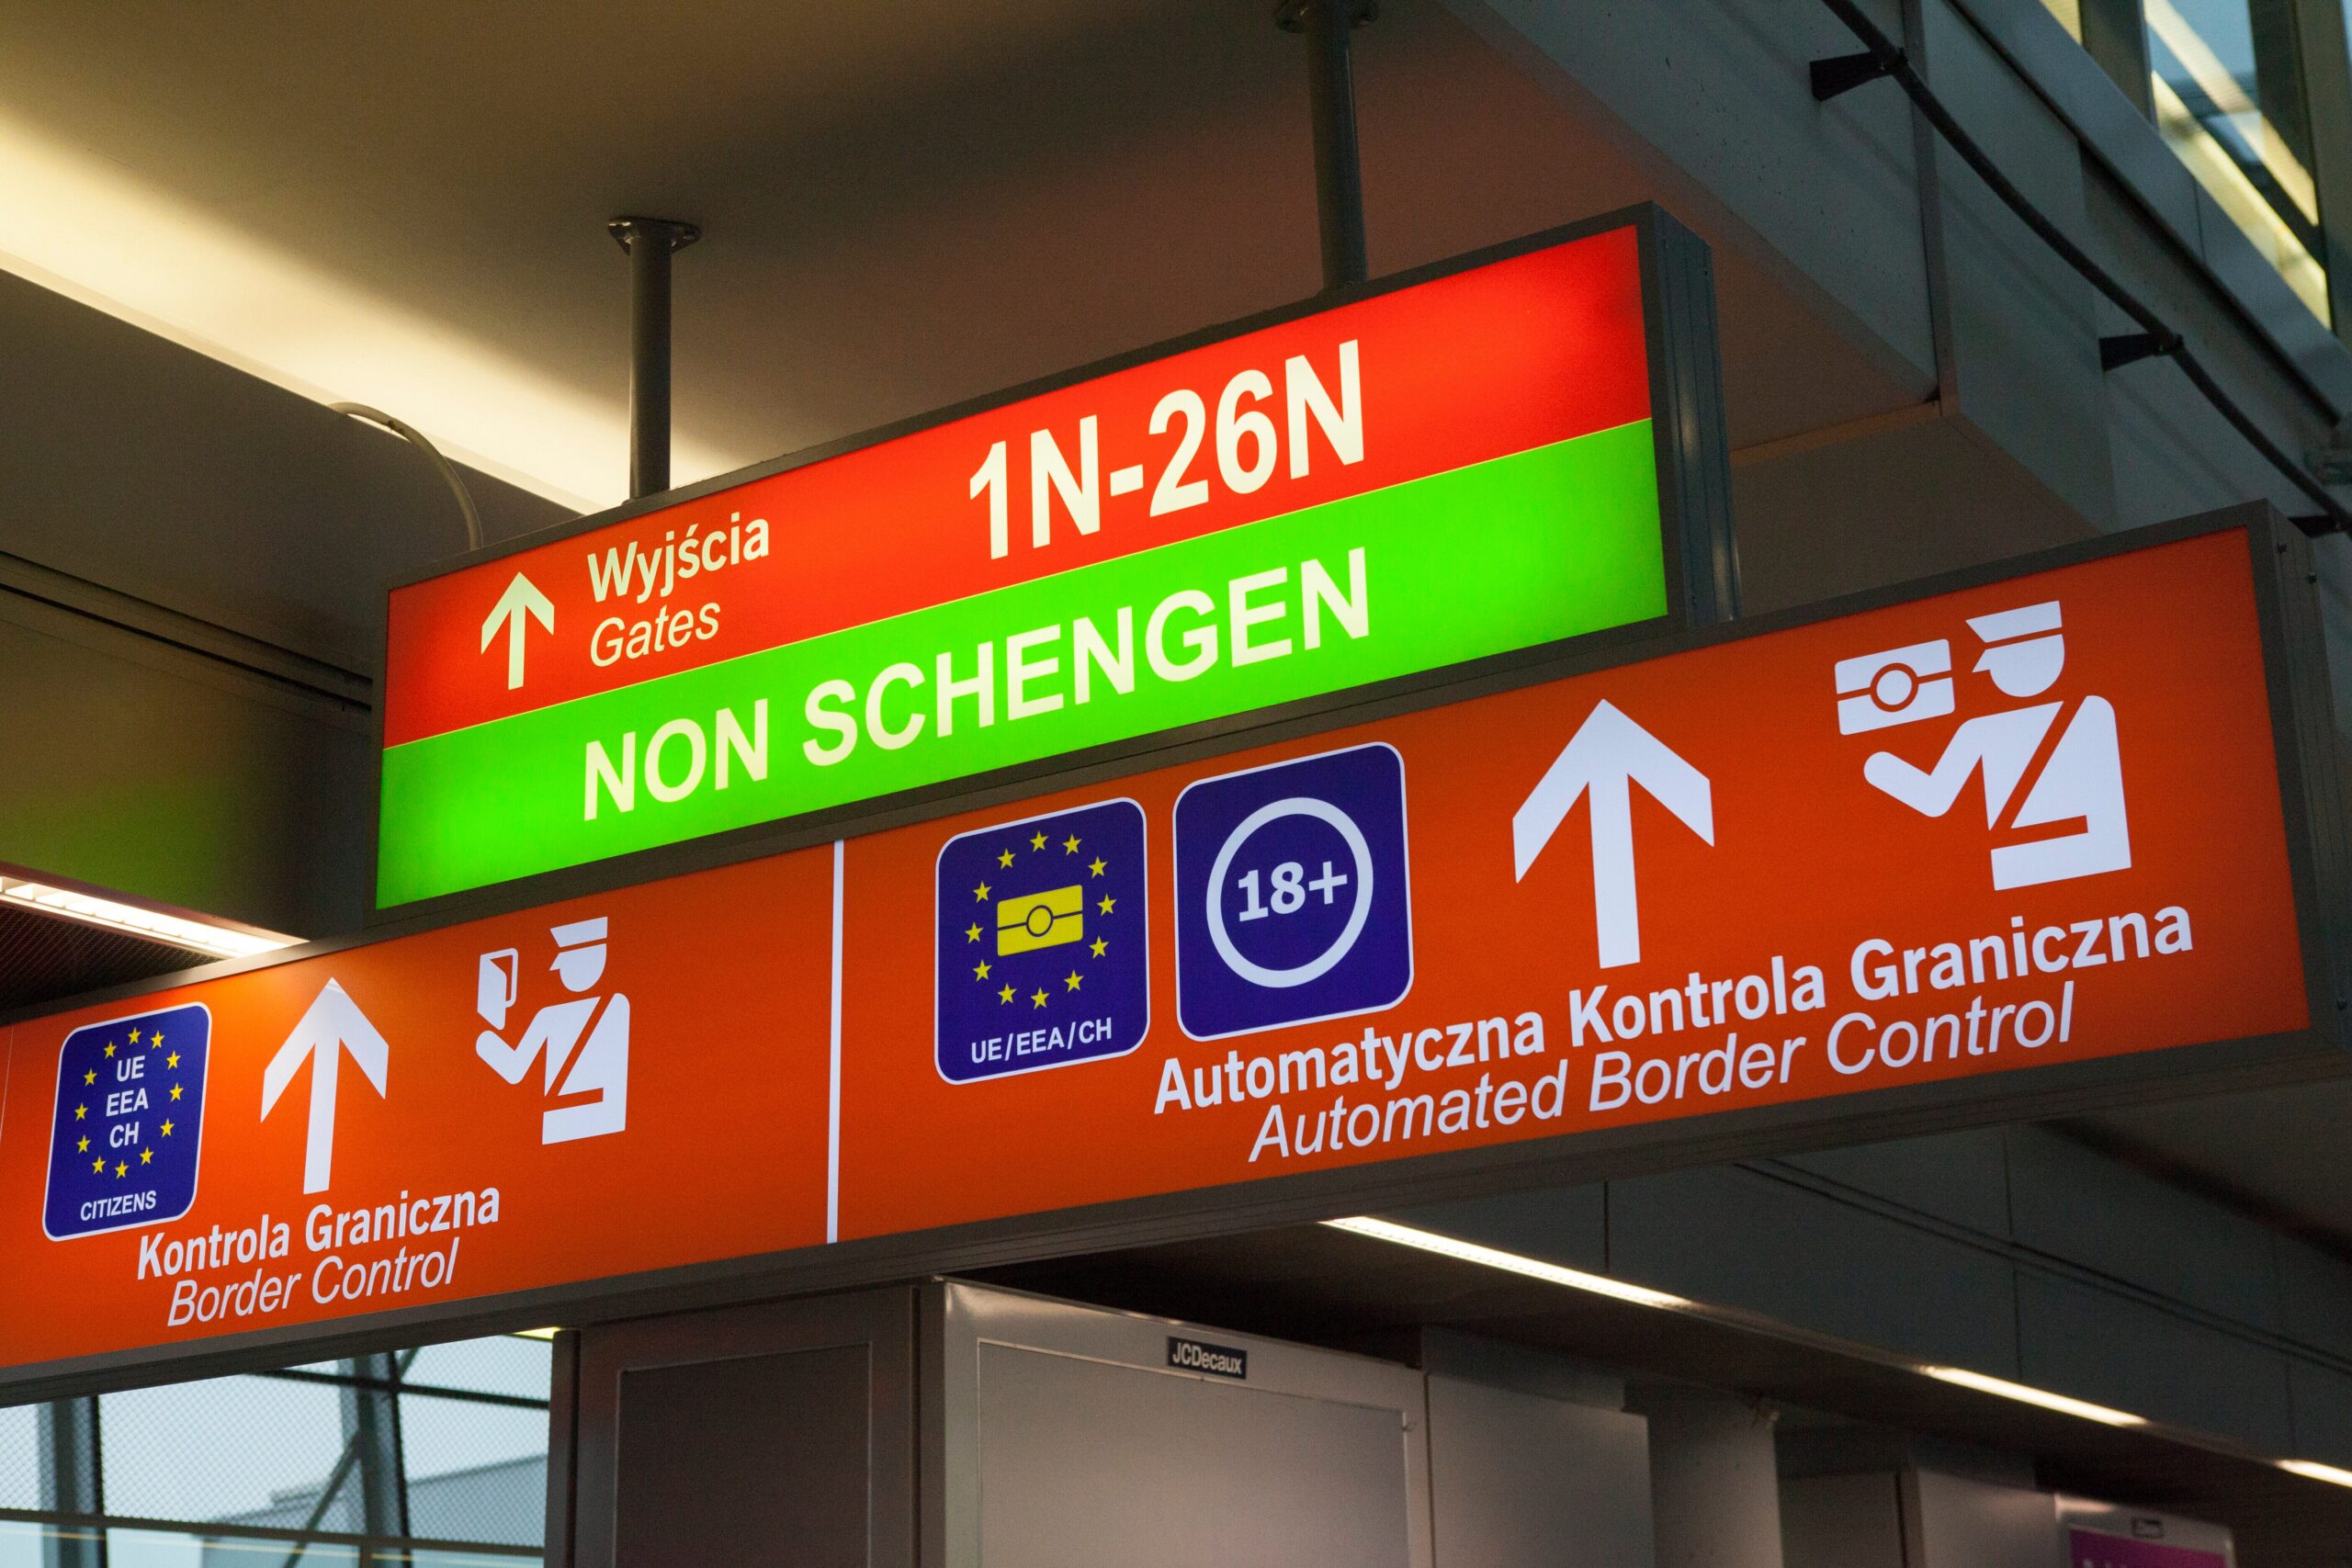 Wyjścia
Gates
1N-26N
NON SCHENGEN
UE
EEA
CH
CITIZENS
Kontrola Graniczna
Border Control
UE/EEA/CH
18+
Automatyczna Kontrola Graniczna
Automated Border Control
JCDecaux